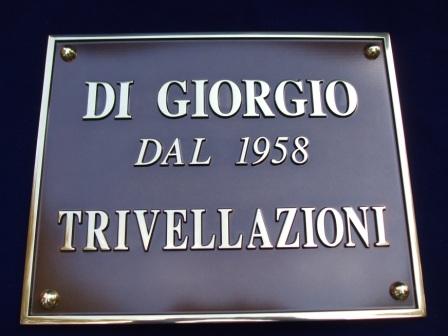 DI GIORGIO
DAL 1958
TRIVELLAZIONI